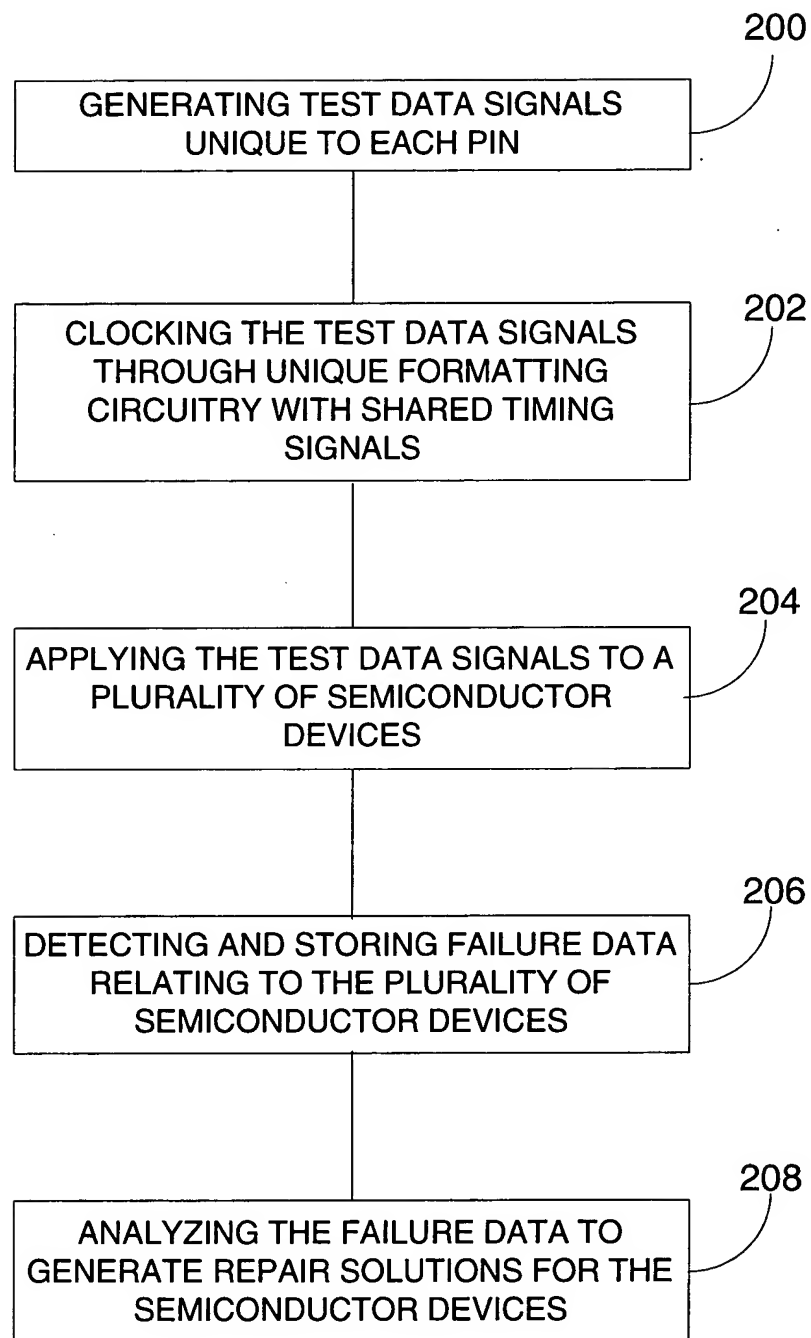 200
GENERATING TEST DATA SIGNALS
UNIQUE TO EACH PIN
202
CLOCKING THE TEST DATA SIGNALS
THROUGH UNIQUE FORMATTING
CIRCUITRY WITH SHARED TIMING
SIGNALS
204
APPLYING THE TEST DATA SIGNALS TO A
PLURALITY OF SEMICONDUCTOR
DEVICES
206
DETECTING AND STORING FAILURE DATA
RELATING TO THE PLURALITY OF
SEMICONDUCTOR DEVICES
208
ANALYZING THE FAILURE DATA TO
GENERATE REPAIR SOLUTIONS FOR THE
SEMICONDUCTOR DEVICES